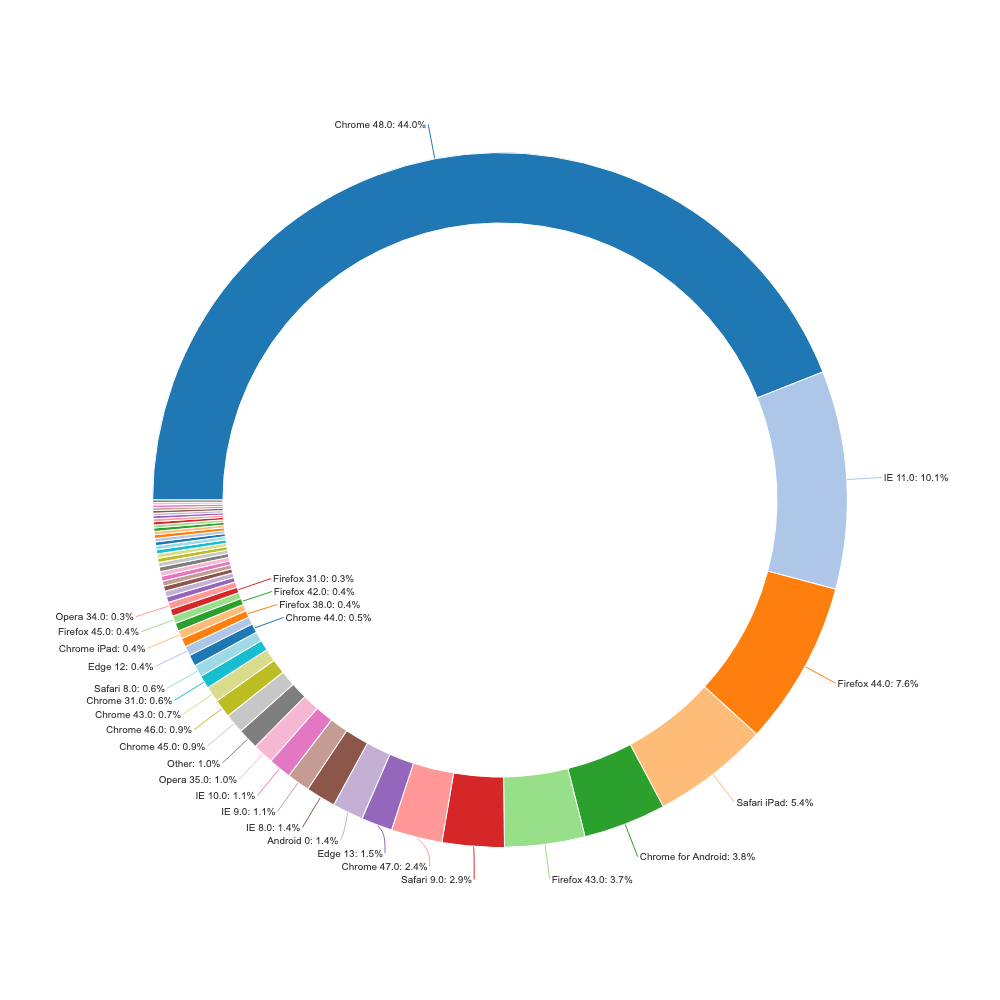 Chrome 48.0: 44.0%
IE 11.0: 10.1%
Firefox 44.0: 7.6%
Safari iPad: 5.4%
Chrome for Android: 3.8%
Firefox 43.0: 3.7%
Safari 9.0: 2.9%
Chrome 47.0: 2.4%
Edge 13: 1.5%
Android 0: 1.4%
IE 8.0: 1.4%
IE 9.0: 1.1%
IE 10.0: 1.1%
Opera 35.0: 1.0%
Other: 1.0%
Chrome 45.0: 0.9%
Chrome 46.0: 0.9%
Chrome 43.0: 0.7%
Chrome 31.0: 0.6%
Safari 8.0: 0.6%
Chrome 44.0: 0.5%
Edge 12: 0.4%
Firefox 38.0: 0.4%
Chrome iPad: 0.4%
Firefox 42.0: 0.4%
Firefox 45.0: 0.4%
Firefox 31.0: 0.3%
Opera 34.0: 0.3%